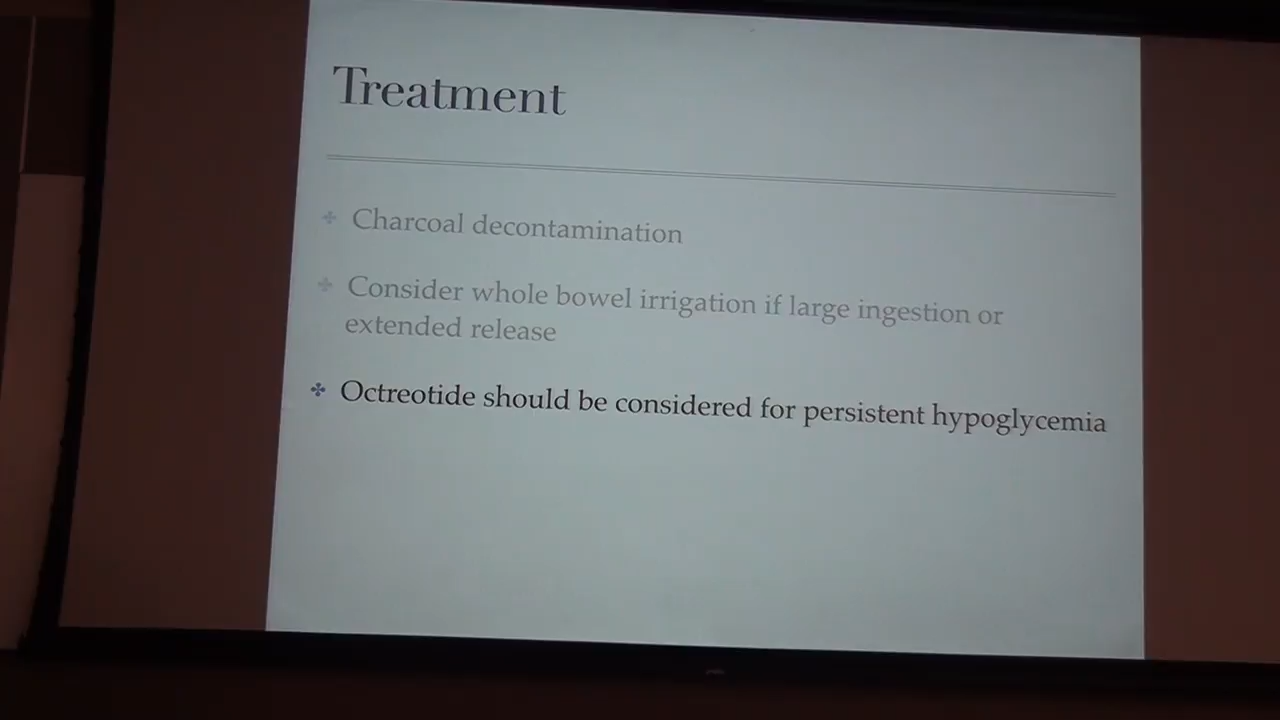 Treatment
Charcoal decontamination
Consider whole bowel irrigation if large ingestion or
extended release
Octreotide should be considered for persistent hypoglycemia